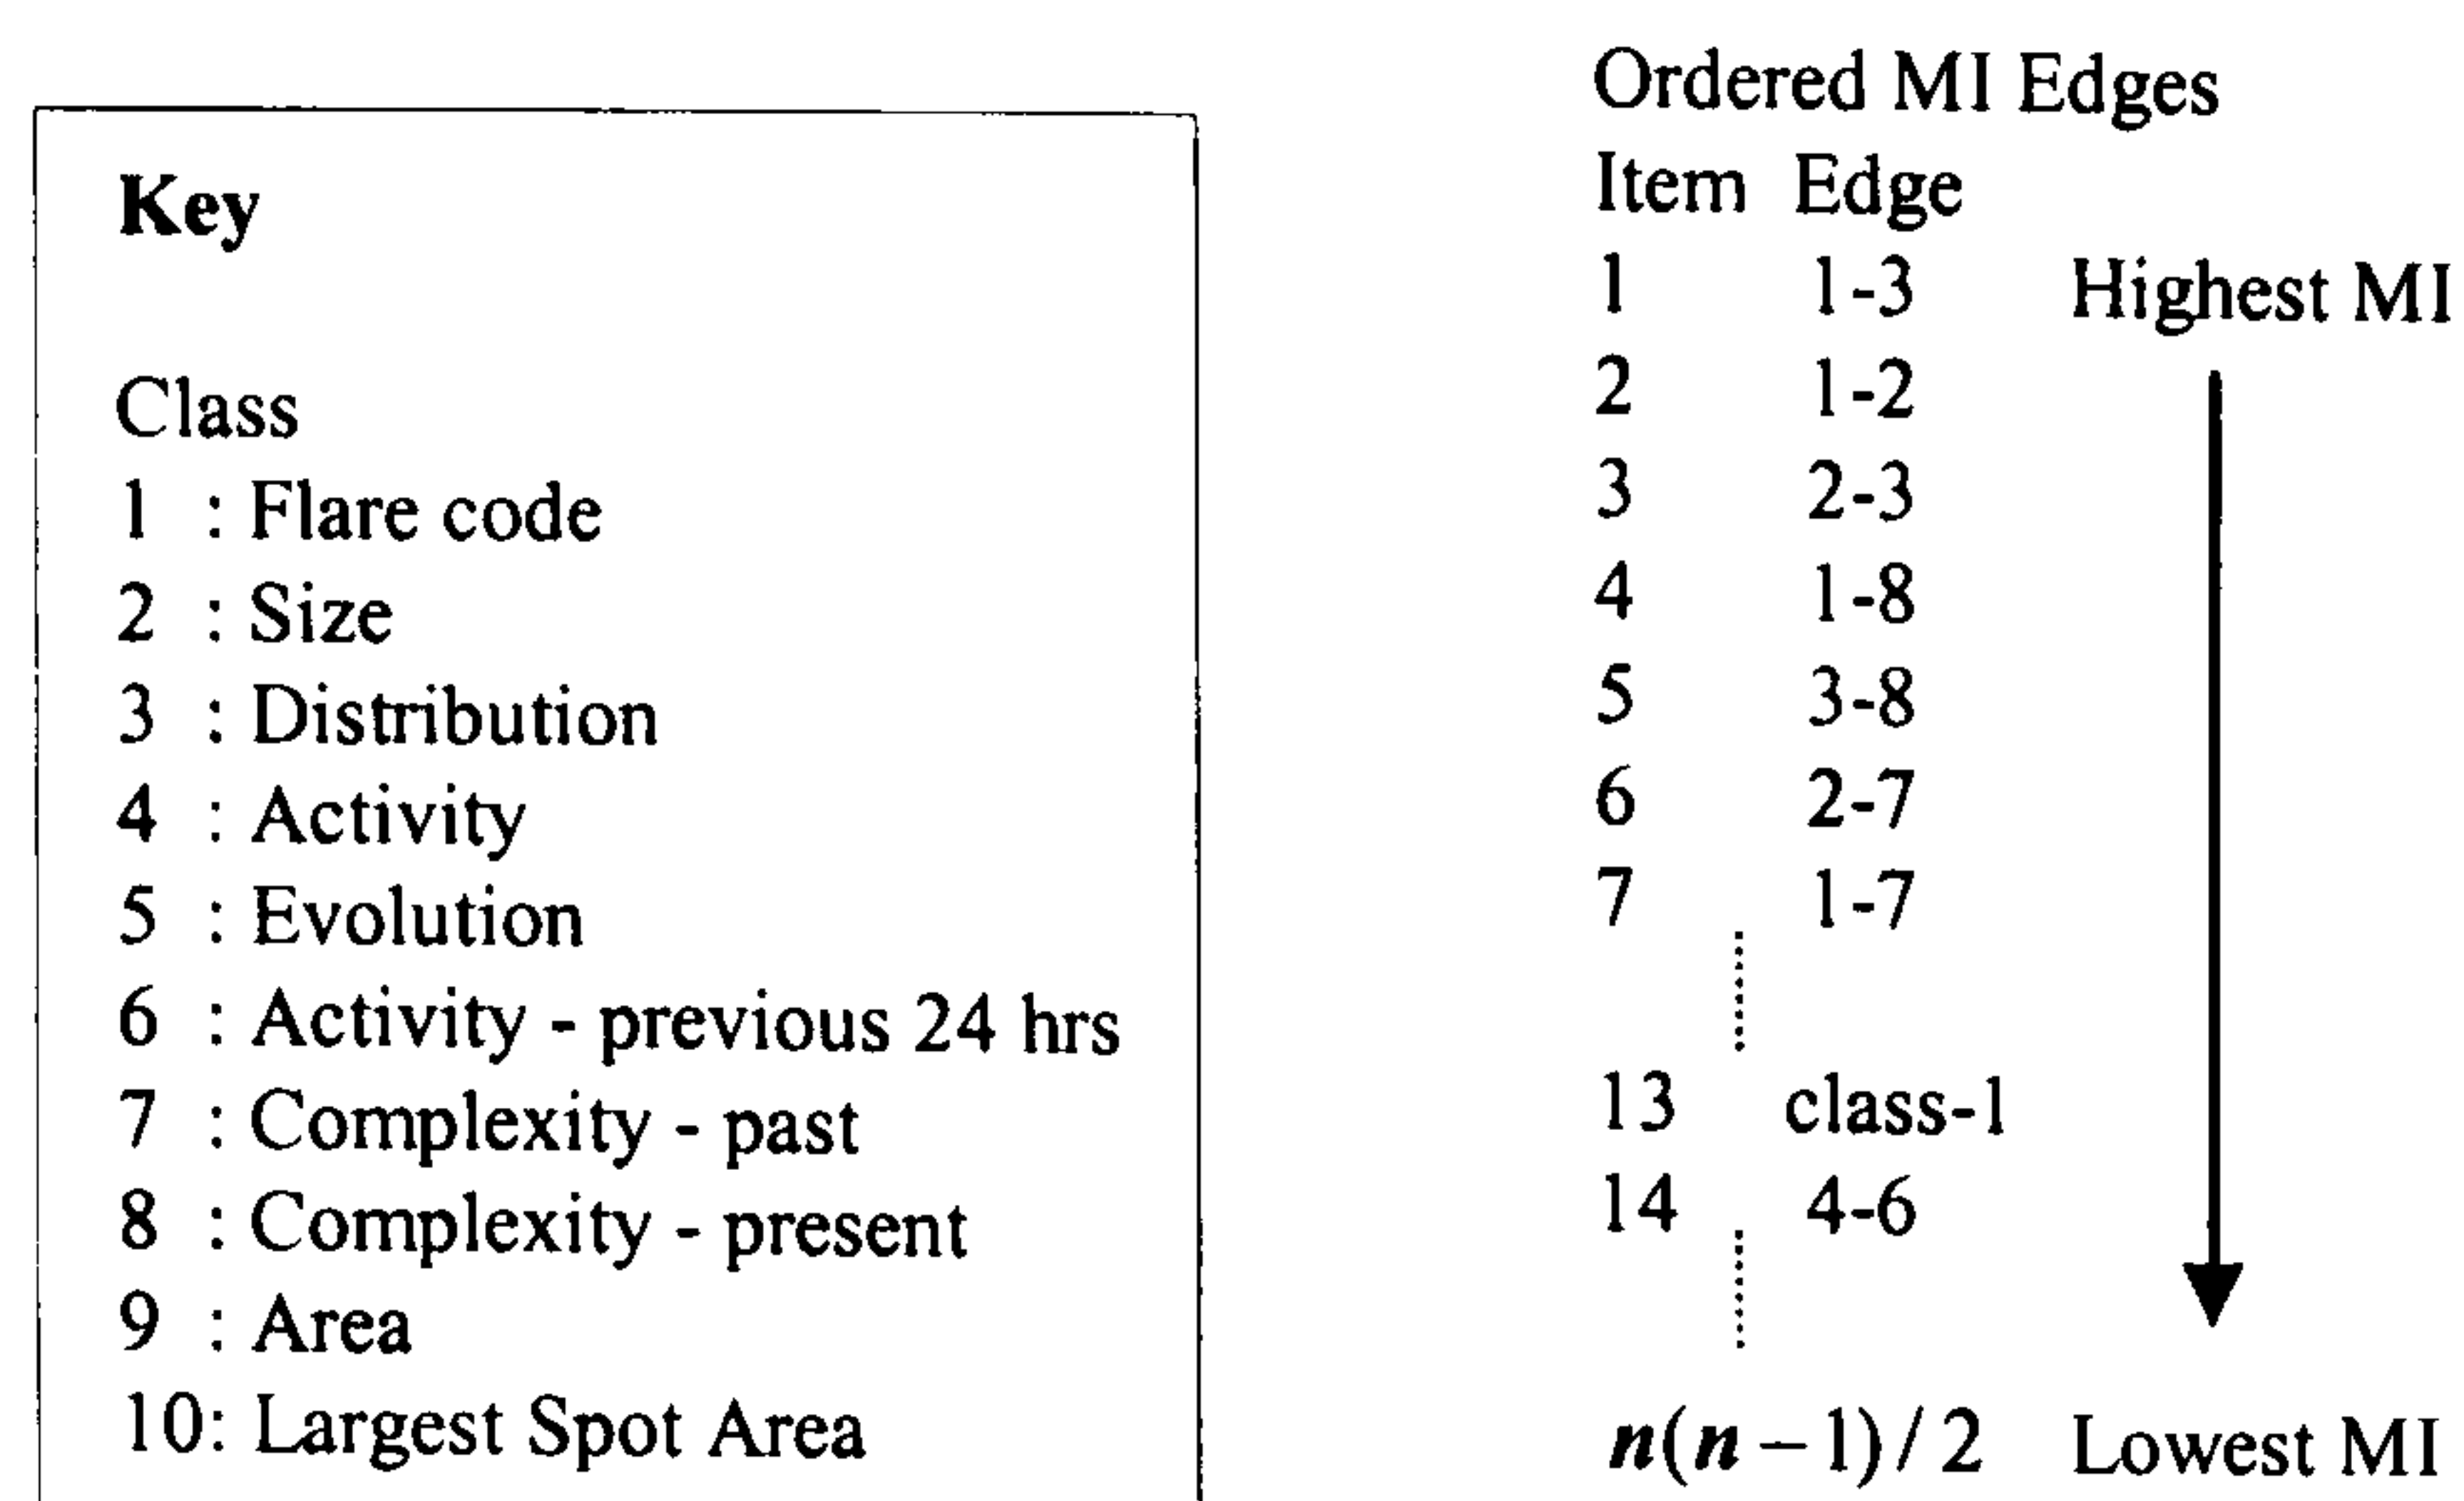 Key
Class
1 : Flare code
2 : Size
3 : Distribution
4 : Activity
5 : Evolution
6 : Activity - previous 24 hrs
7 : Complexity - past
8 : Complexity - present
9 : Area
10: Largest Spot Area
Ordered MI Edges
Item Edge
1 1-3 Highest MI
2 1-2
3 2-3
4 1-8
5 3-8
6 2-7
7 1-7
13 class-1
14 4-6
n(n – 1) / 2 Lowest MI